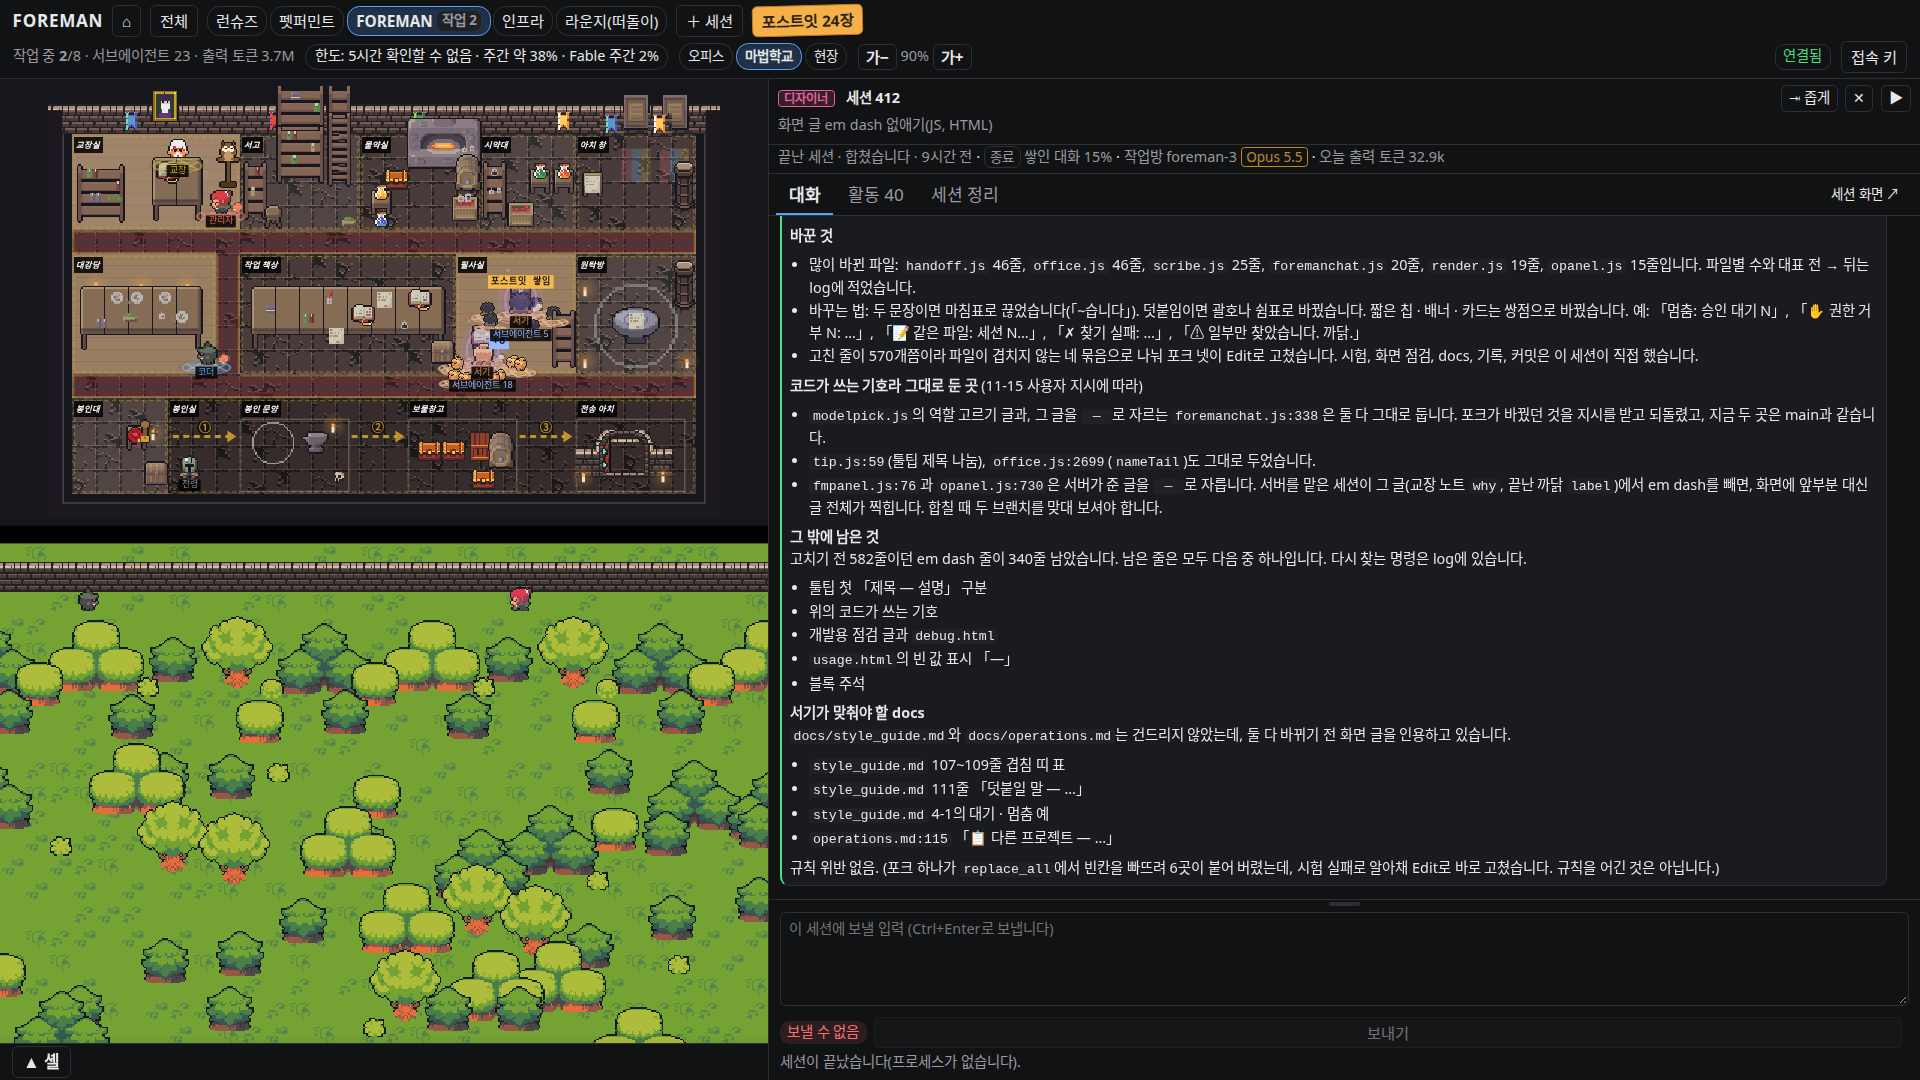 FOREMAN ⌂ 전체 런슈즈 펫퍼민트 FOREMAN 작업 2 인프라 라운지(떠돌이) ＋ 세션 포스트잇 24장
작업 중 2/8 · 서브에이전트 23 · 출력 토큰 3.7M 한도: 5시간 확인할 수 없음 · 주간 약 38% · Fable 주간 2% 오피스 마법학교 현장 가− 90% 가+ 연결됨 접속 키
교장실
서고
물약실
시약대
아치 창
교장
관리자
대강당
작업 책상
필사실
원탁방
포스트잇 쌓임
서기
서브에이전트 5
코더
서기
서브에이전트 18
봉인대
봉인실
봉인 문양
보물창고
전송 아치
①
②
③
전령
▲ 셸
디자이너 세션 412 ⇥ 좁게 ✕ ▶
화면 글 em dash 없애기(JS, HTML)
끝난 세션 · 합쳤습니다 · 9시간 전 · 종료 쌓인 대화 15% · 작업방 foreman-3 Opus 5.5 · 오늘 출력 토큰 32.9k
대화 활동 40 세션 정리 세션 화면 ↗
바꾼 것
• 많이 바뀐 파일: handoff.js 46줄, office.js 46줄, scribe.js 25줄, foremanchat.js 20줄, render.js 19줄, opanel.js 15줄입니다. 파일별 수와 대표 전 → 뒤는
log에 적었습니다.
• 바꾸는 법: 두 문장이면 마침표로 끊었습니다(「~습니다」). 덧붙임이면 괄호나 쉼표로 바꿨습니다. 짧은 칩 · 배너 · 카드는 쌍점으로 바꿨습니다. 예: 「멈춤: 승인 대기 N」, 「✋ 권한 거
부 N: …」, 「📝 같은 파일: 세션 N…」, 「✗ 찾기 실패: …」, 「⚠ 일부만 찾았습니다. 까닭.」
• 고친 줄이 570개쯤이라 파일이 겹치지 않는 네 묶음으로 나눠 포크 넷이 Edit로 고쳤습니다. 시험, 화면 점검, docs, 기록, 커밋은 이 세션이 직접 했습니다.
코드가 쓰는 기호라 그대로 둔 곳 (11-15 사용자 지시에 따라)
• modelpick.js 의 역할 고르기 글과, 그 글을 — 로 자르는 foremanchat.js:338 은 둘 다 그대로 둡니다. 포크가 바꿨던 것을 지시를 받고 되돌렸고, 지금 두 곳은 main과 같습니
다.
• tip.js:59 (툴팁 제목 나눔), office.js:2699 ( nameTail )도 그대로 두었습니다.
• fmpanel.js:76 과 opanel.js:730 은 서버가 준 글을 — 로 자릅니다. 서버를 맡은 세션이 그 글(교장 노트 why , 끝난 까닭 label )에서 em dash를 빼면, 화면에 앞부분 대신
글 전체가 찍힙니다. 합칠 때 두 브랜치를 맞대 보셔야 합니다.
그 밖에 남은 것
고치기 전 582줄이던 em dash 줄이 340줄 남았습니다. 남은 줄은 모두 다음 중 하나입니다. 다시 찾는 명령은 log에 있습니다.
• 툴팁 첫 「제목 — 설명」 구분
• 위의 코드가 쓰는 기호
• 개발용 점검 글과 debug.html
• usage.html 의 빈 값 표시 「—」
• 블록 주석
서기가 맞춰야 할 docs
docs/style_guide.md 와 docs/operations.md 는 건드리지 않았는데, 둘 다 바뀌기 전 화면 글을 인용하고 있습니다.
• style_guide.md 107~109줄 겹침 띠 표
• style_guide.md 111줄 「덧붙일 말 — …」
• style_guide.md 4-1의 대기 · 멈춤 예
• operations.md:115 「📋 다른 프로젝트 — …」
규칙 위반 없음. (포크 하나가 replace_all 에서 빈칸을 빠뜨려 6곳이 붙어 버렸는데, 시험 실패로 알아채 Edit로 바로 고쳤습니다. 규칙을 어긴 것은 아닙니다.)
이 세션에 보낼 입력 (Ctrl+Enter로 보냅니다)
보낼 수 없음 보내기
세션이 끝났습니다(프로세스가 없습니다).